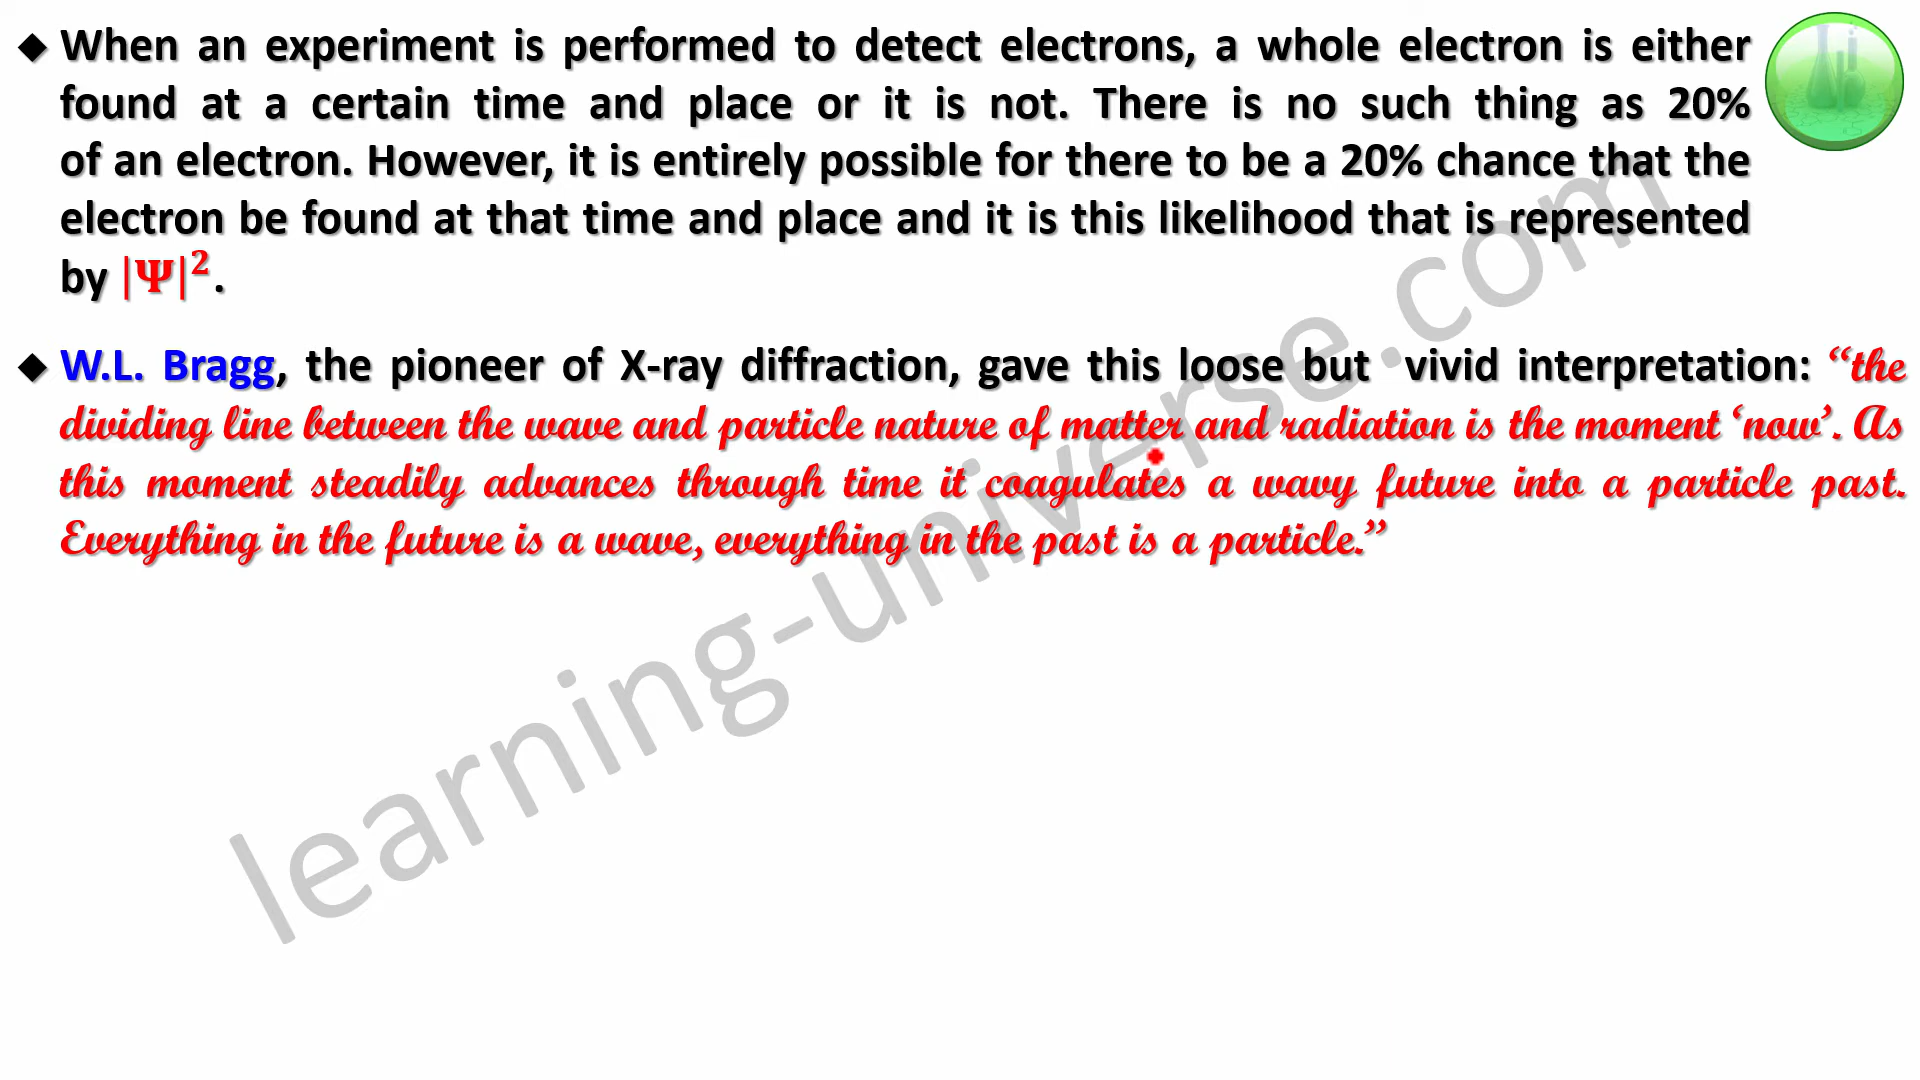 ◆ When an experiment is performed to detect electrons, a whole electron is either
found at a certain time and place or it is not. There is no such thing as 20%
of an electron. However, it is entirely possible for there to be a 20% chance that the
electron be found at that time and place and it is this likelihood that is represented
by |Ψ|².
◆ W.L. Bragg, the pioneer of X-ray diffraction, gave this loose but vivid interpretation: “the
dividing line between the wave and particle nature of matter and radiation is the moment ‘now’. As
this moment steadily advances through time it coagulates a wavy future into a particle past.
Everything in the future is a wave, everything in the past is a particle.”
learning-universe.com